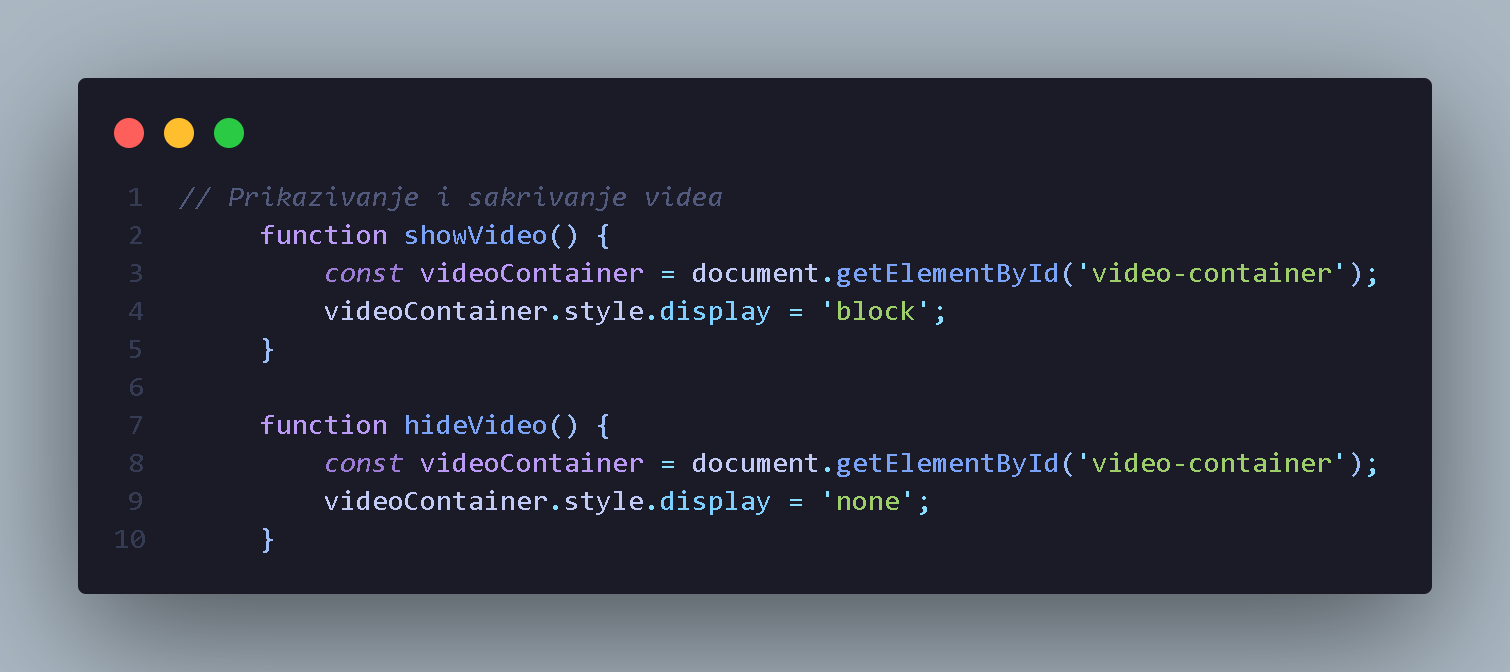 1 // Prikazivanje i sakrivanje videa
2 function showVideo() {
3 const videoContainer = document.getElementById('video-container');
4 videoContainer.style.display = 'block';
5 }
6
7 function hideVideo() {
8 const videoContainer = document.getElementById('video-container');
9 videoContainer.style.display = 'none';
10 }